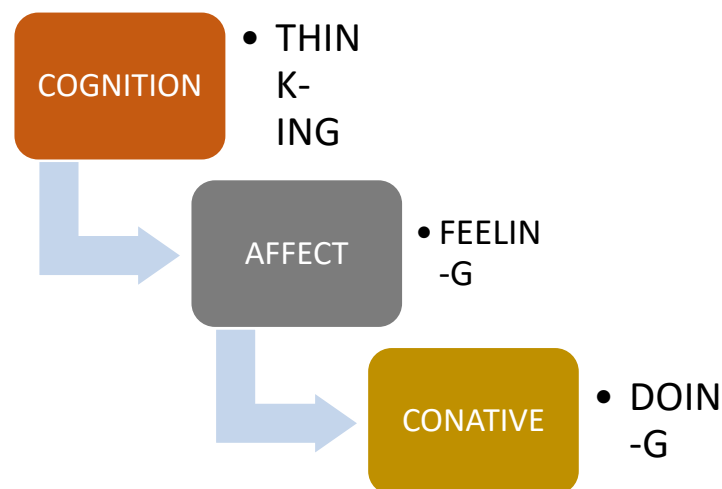 COGNITION
• THIN
K-
ING
AFFECT
• FEELIN
-G
CONATIVE
• DOIN
-G